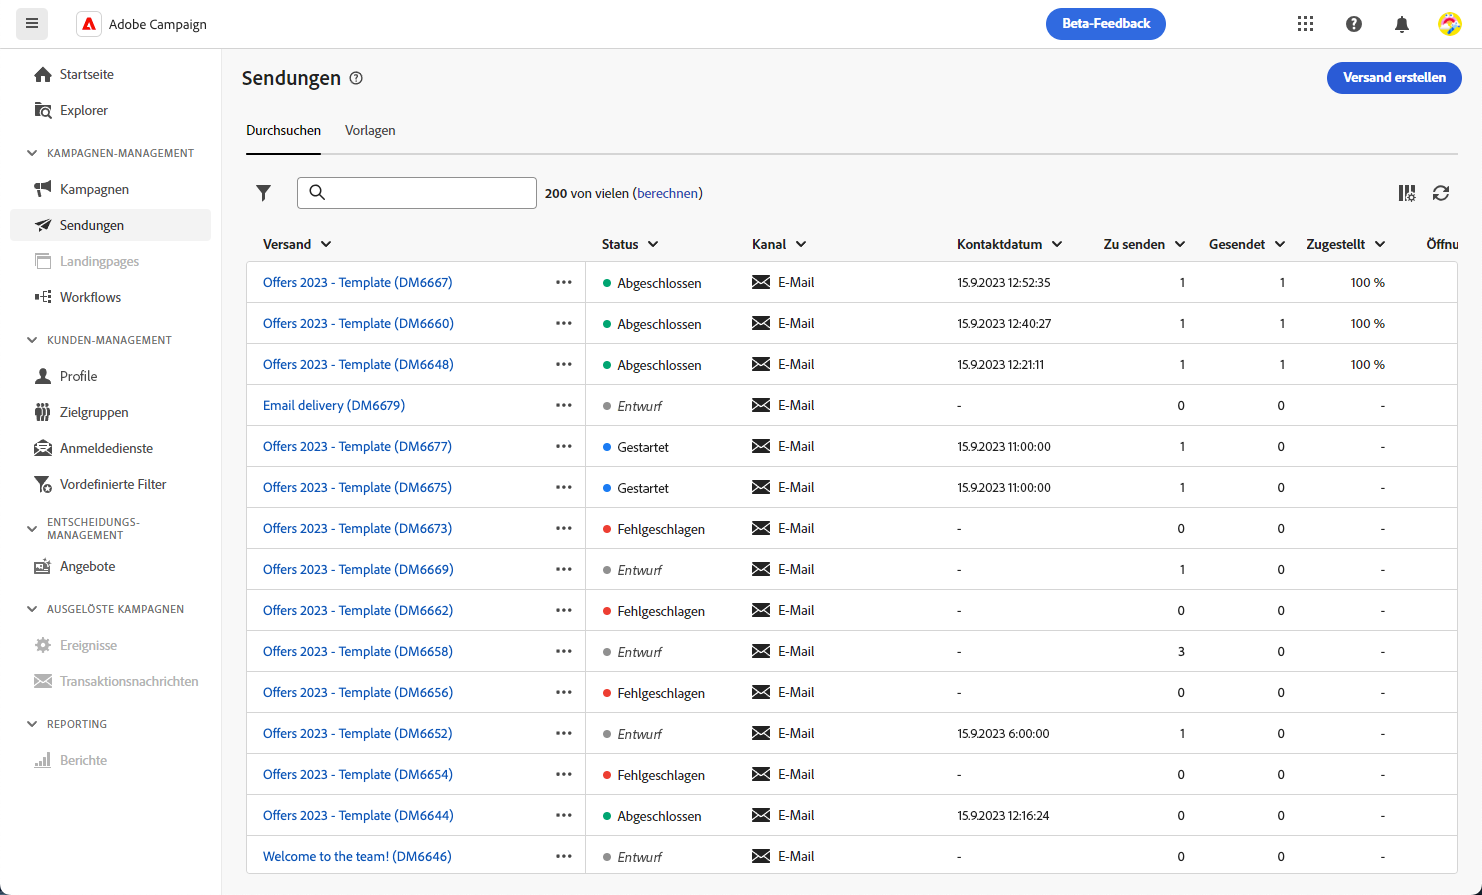 Adobe Campaign
Beta-Feedback
Startseite
Explorer
KAMPAGNEN-MANAGEMENT
Kampagnen
Sendungen
Landingpages
Workflows
KUNDEN-MANAGEMENT
Profile
Zielgruppen
Anmeldedienste
Vordefinierte Filter
ENTSCHEIDUNGS-
MANAGEMENT
Angebote
AUSGELÖSTE KAMPAGNEN
Ereignisse
Transaktionsnachrichten
REPORTING
Berichte
Sendungen
Versand erstellen
Durchsuchen Vorlagen
200 von vielen (berechnen)
Versand Status Kanal Kontaktdatum Zu senden Gesendet Zugestellt Öffnu
Offers 2023 - Template (DM6667) Abgeschlossen E-Mail 15.9.2023 12:52:35 1 1 100 %
Offers 2023 - Template (DM6660) Abgeschlossen E-Mail 15.9.2023 12:40:27 1 1 100 %
Offers 2023 - Template (DM6648) Abgeschlossen E-Mail 15.9.2023 12:21:11 1 1 100 %
Email delivery (DM6679) Entwurf E-Mail - 0 0 -
Offers 2023 - Template (DM6677) Gestartet E-Mail 15.9.2023 11:00:00 1 0 -
Offers 2023 - Template (DM6675) Gestartet E-Mail 15.9.2023 11:00:00 1 0 -
Offers 2023 - Template (DM6673) Fehlgeschlagen E-Mail - 0 0 -
Offers 2023 - Template (DM6669) Entwurf E-Mail - 1 0 -
Offers 2023 - Template (DM6662) Fehlgeschlagen E-Mail - 0 0 -
Offers 2023 - Template (DM6658) Entwurf E-Mail - 3 0 -
Offers 2023 - Template (DM6656) Fehlgeschlagen E-Mail - 0 0 -
Offers 2023 - Template (DM6652) Entwurf E-Mail 15.9.2023 6:00:00 1 0 -
Offers 2023 - Template (DM6654) Fehlgeschlagen E-Mail - 0 0 -
Offers 2023 - Template (DM6644) Abgeschlossen E-Mail 15.9.2023 12:16:24 0 0 -
Welcome to the team! (DM6646) Entwurf E-Mail - 0 0 -